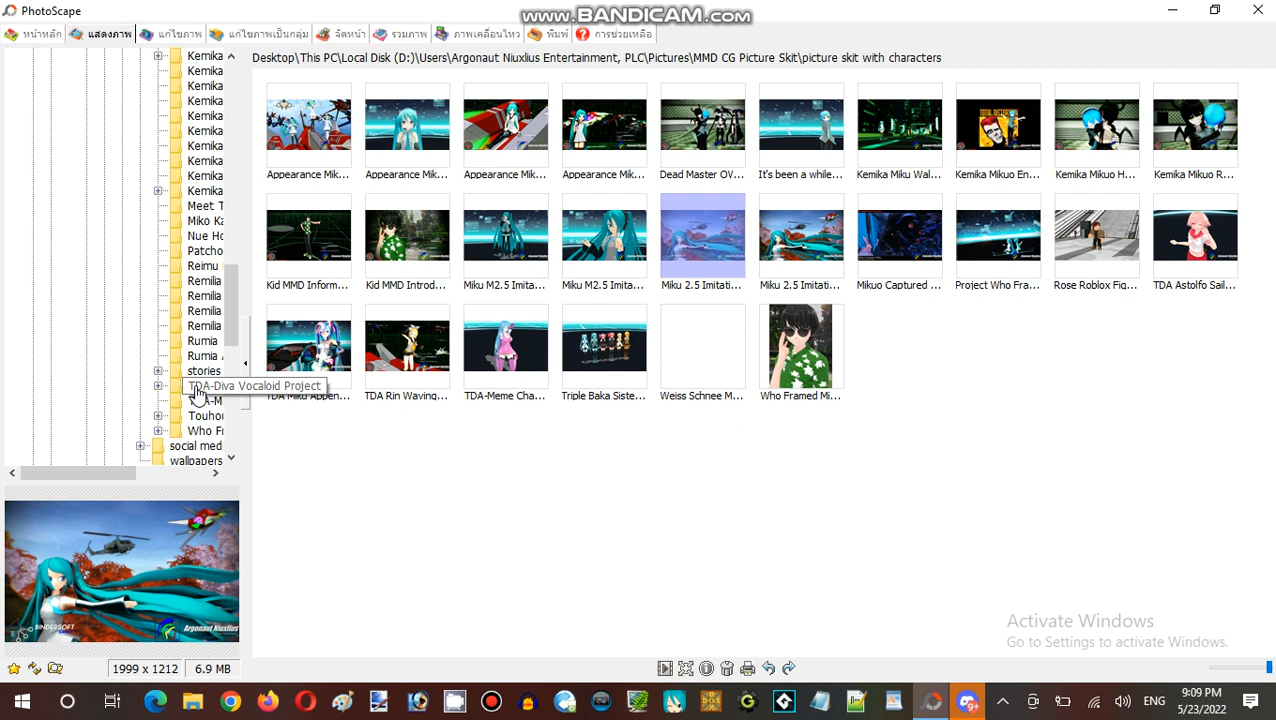 PhotoScape
www.BANDICAM.com
หน้าหลัก
แสดงภาพ
แก้ไขภาพ
แก้ไขภาพเป็นกลุ่ม
จัดหน้า
รวมภาพ
ภาพเคลื่อนไหว
พิมพ์
การช่วยเหลือ
Desktop\This PC\Local Disk (D:)\Users\Argonaut Niuxlius Entertainment, PLC\Pictures\MMD CG Picture Skit\picture skit with characters
Kemika
Kemika
Kemika
Kemika
Kemika
Kemika
Kemika
Kemika
Kemika
Kemika
Meet T
Miko Ka
Nue Ho
Patcho
Reimu
Remilia
Remilia
Remilia
Remilia
Rumia
Rumia
stories
TDA-Diva Vocaloid Project
Touho
Who Fr
social med
wallpapers
Appearance Mik...
Appearance Mik...
Appearance Mik...
Appearance Mik...
Dead Master OV...
It's been a while...
Kemika Miku Wal...
Kemika Mikuo En...
Kemika Mikuo H...
Kemika Mikuo R...
Kid MMD Inform...
Kid MMD Introd...
Miku M2.5 Imita...
Miku M2.5 Imita...
Miku 2.5 Imitati...
Miku 2.5 Imitati...
Mikuo Captured ...
Project Who Fra...
Rose Roblox Fig...
TDA Astolfo Sail...
TDA Miku Appen...
TDA Rin Waving...
TDA-Meme Cha...
Triple Baka Siste...
Weiss Schnee M...
Who Framed Mi...
BINDERSOFT
Argonaut Niuxlius
1999 x 1212
6.9 MB
Activate Windows
Go to Settings to activate Windows.
9+
ENG
9:09 PM
5/23/2022